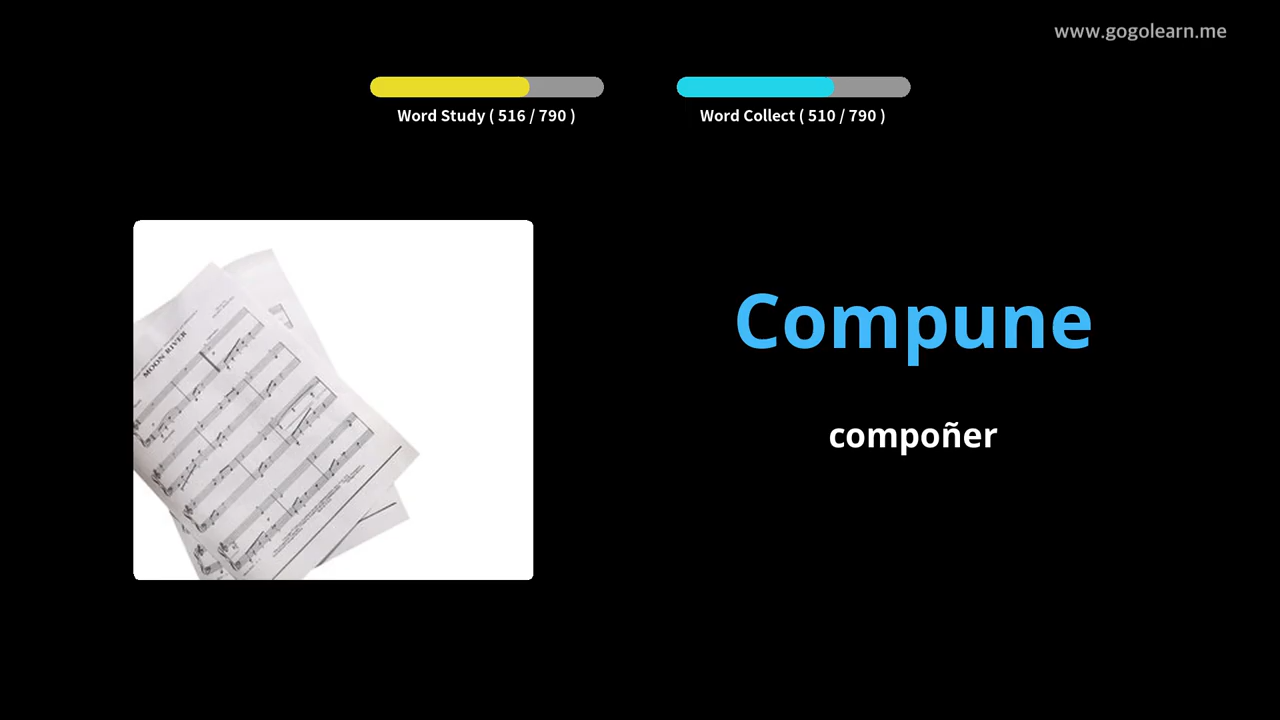 www.gogolearn.me
Word Study ( 516 / 790 )
Word Collect ( 510 / 790 )
MOON RIVER
Compune
compoñer